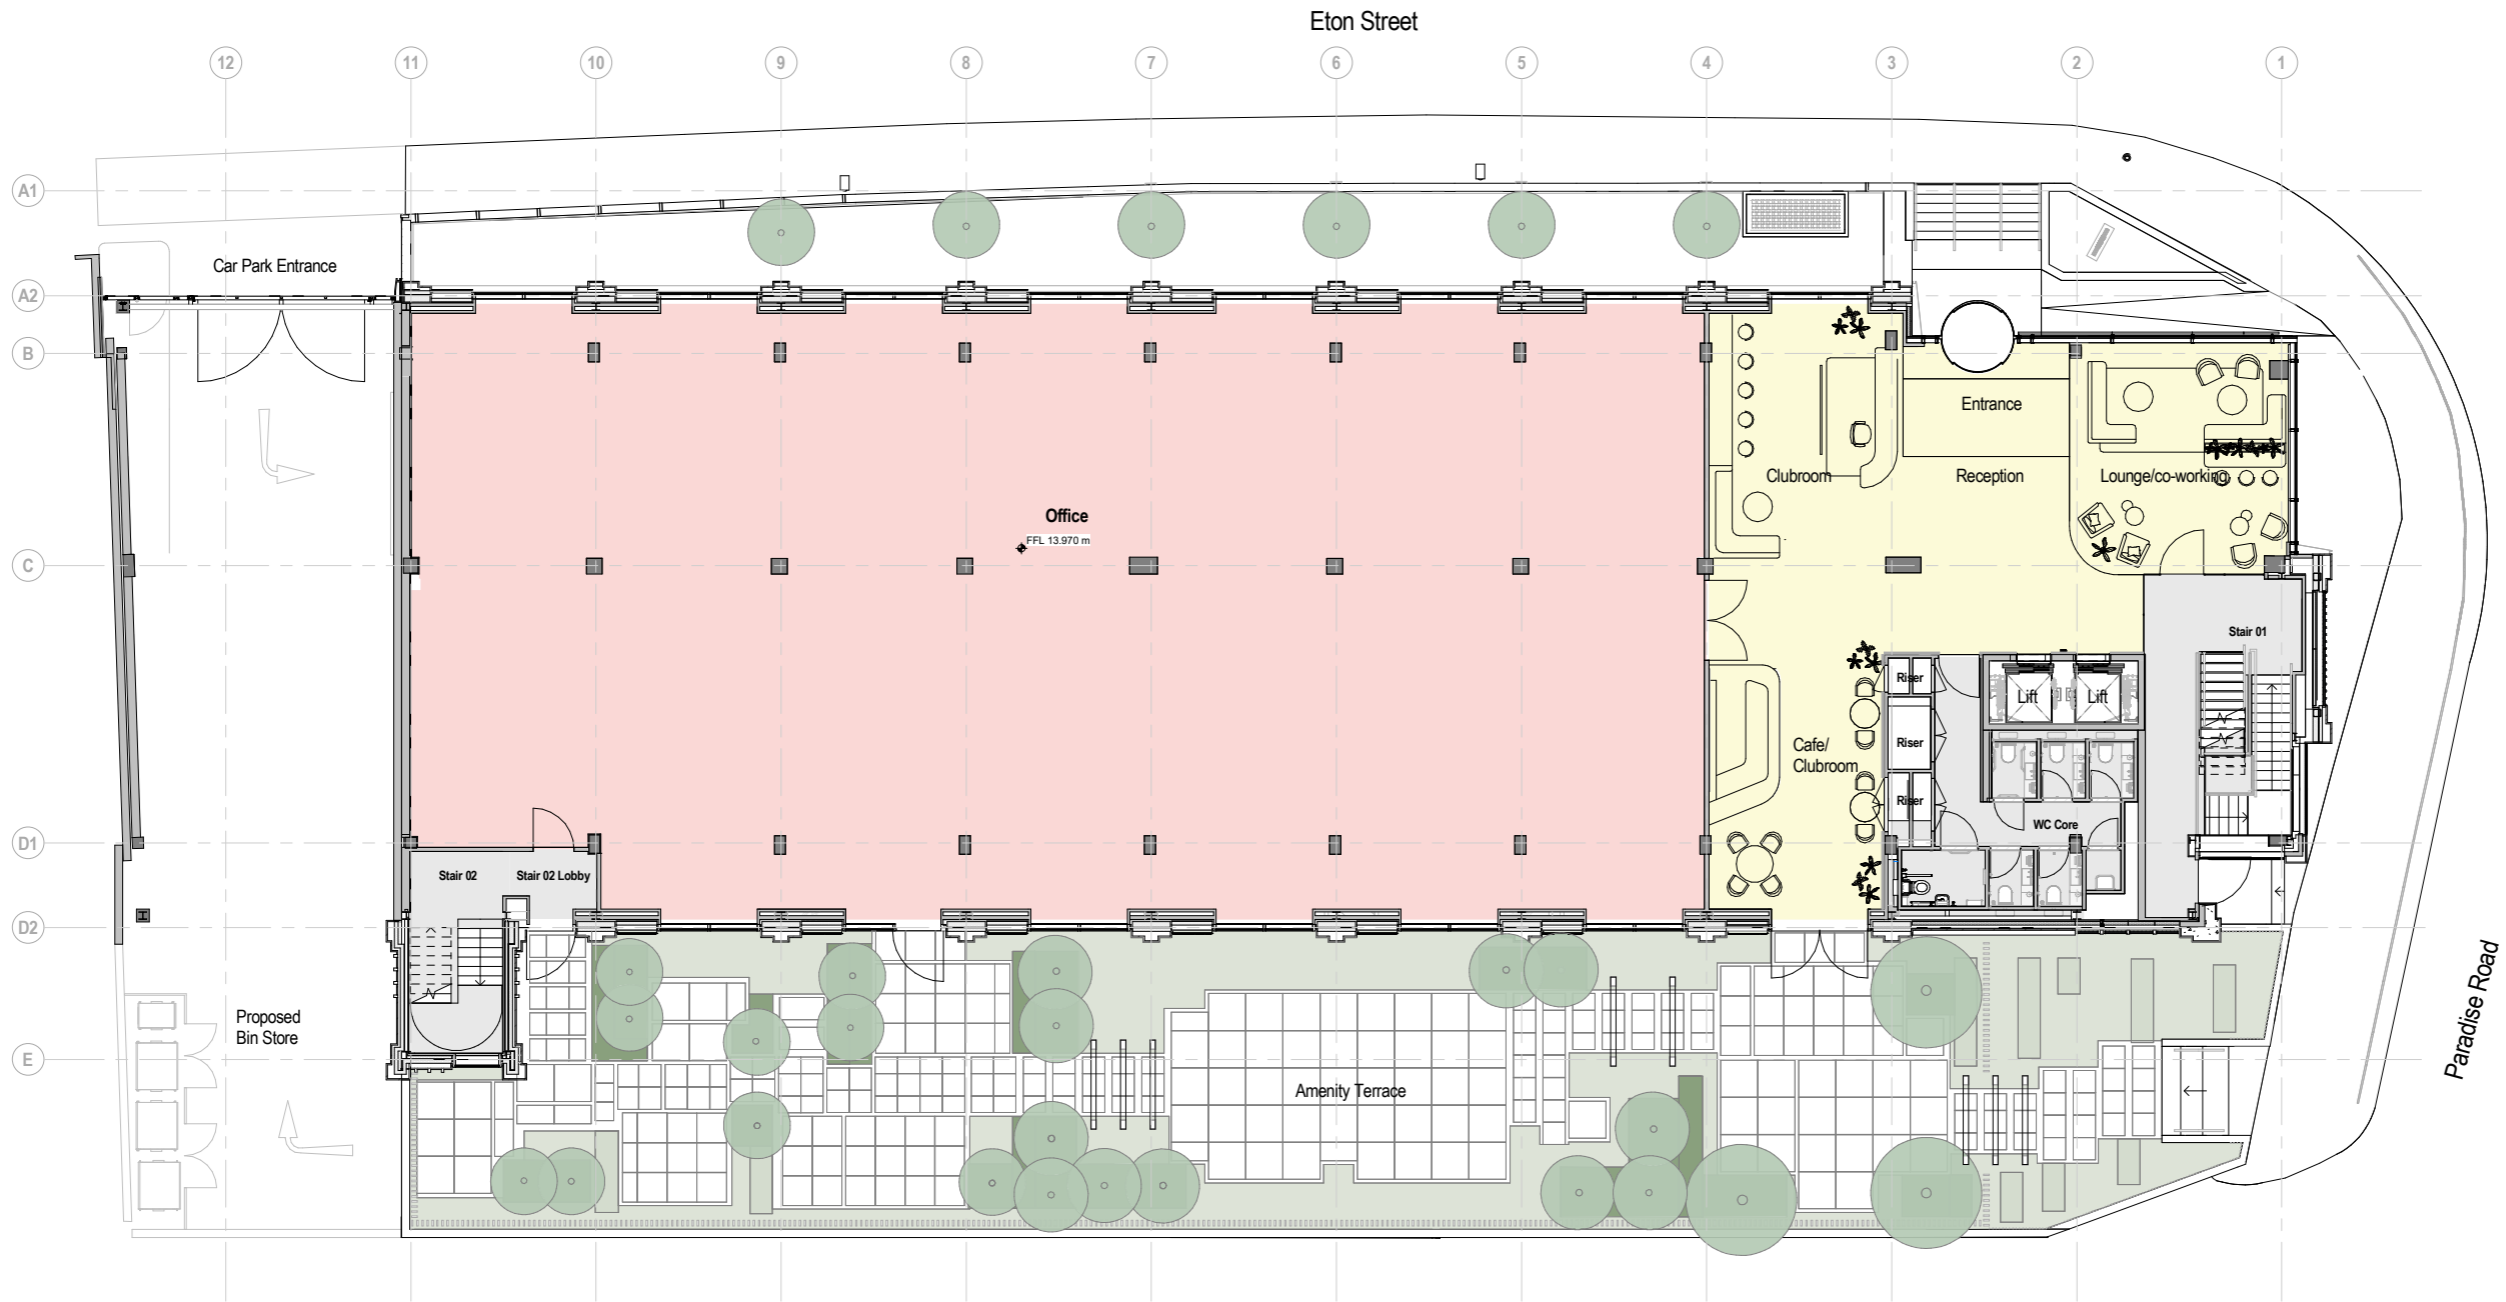 Eton Street
12
11
10
9
8
7
6
5
4
3
2
1
A1
Car Park Entrance
A2
B
Entrance
Clubroom
Reception
Lounge/co-working
Office
FFL 13.970 m
C
Stair 01
Riser
Lift
Lift
Riser
Cafe/
Clubroom
Riser
WC Core
D1
Stair 02
Stair 02 Lobby
D2
Proposed
Bin Store
E
Amenity Terrace
Paradise Road